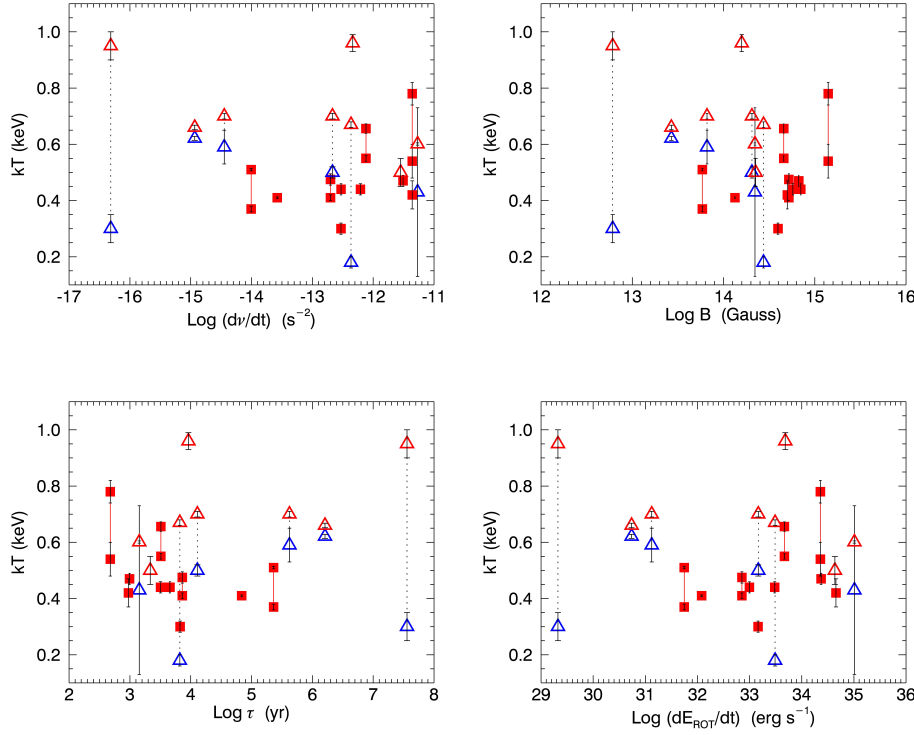 1.0
0.8
0.6
0.4
0.2
kT (keV)
-17 -16 -15 -14 -13 -12 -11
Log (dν/dt) (s⁻²)
1.0
0.8
0.6
0.4
0.2
kT (keV)
12 13 14 15 16
Log B (Gauss)
1.0
0.8
0.6
0.4
0.2
kT (keV)
2 3 4 5 6 7 8
Log τ (yr)
1.0
0.8
0.6
0.4
0.2
kT (keV)
29 30 31 32 33 34 35 36
Log (dE_ROT/dt) (erg s⁻¹)